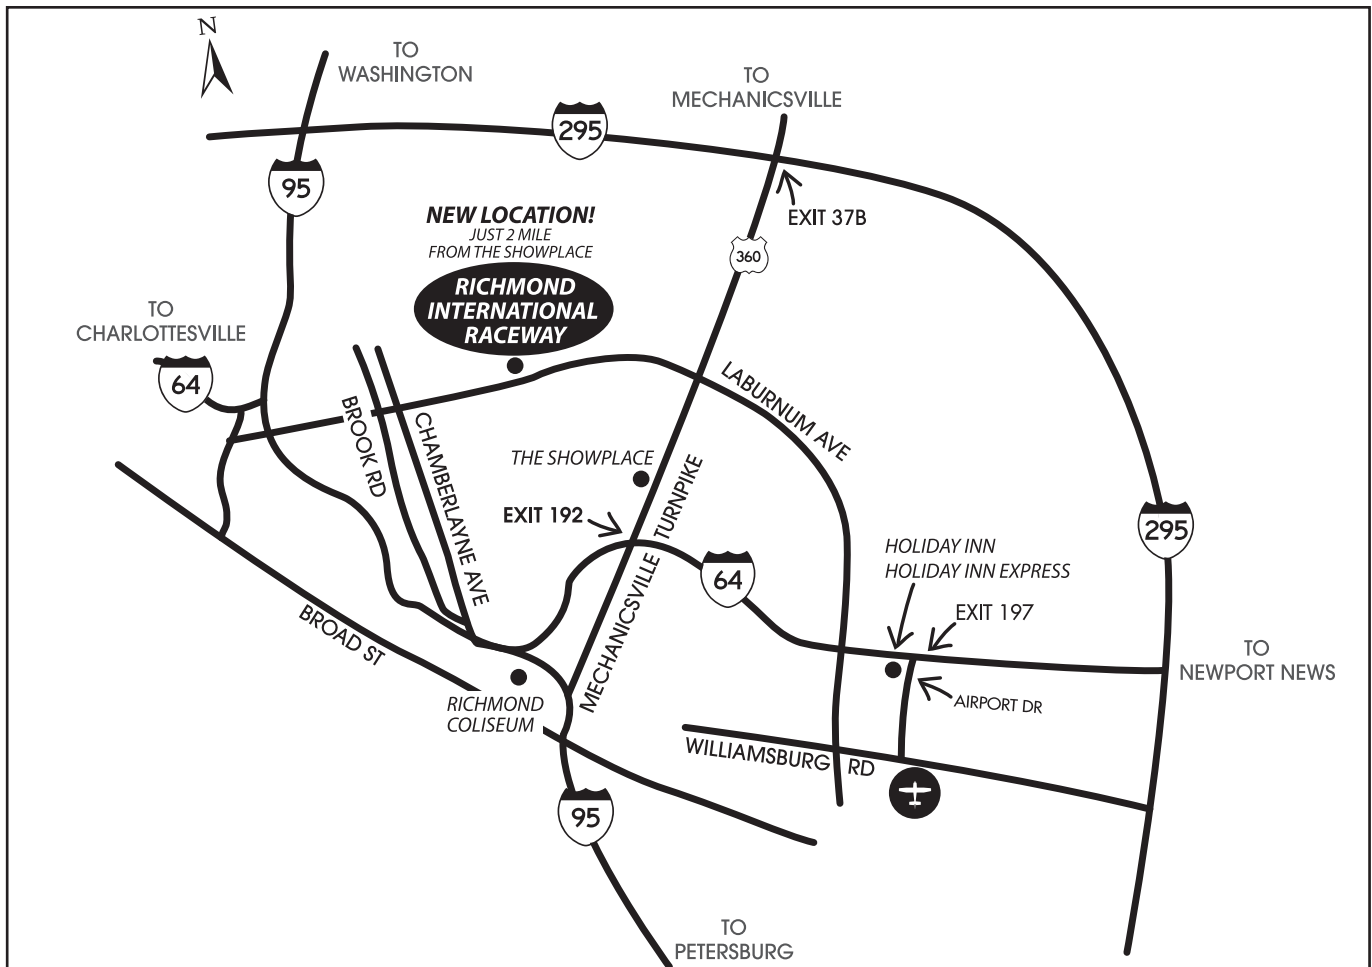 N
TO
WASHINGTON
TO
MECHANICSVILLE
295
95
EXIT 37B
NEW LOCATION!
JUST 2 MILE
FROM THE SHOWPLACE
360
RICHMOND
INTERNATIONAL
RACEWAY
TO
CHARLOTTESVILLE
64
LABURNUM AVE
BROOK RD
CHAMBERLAYNE AVE
THE SHOWPLACE
EXIT 192
MECHANICSVILLE TURNPIKE
295
HOLIDAY INN
HOLIDAY INN EXPRESS
64
EXIT 197
BROAD ST
TO
NEWPORT NEWS
RICHMOND
COLISEUM
AIRPORT DR
WILLIAMSBURG RD
95
TO
PETERSBURG